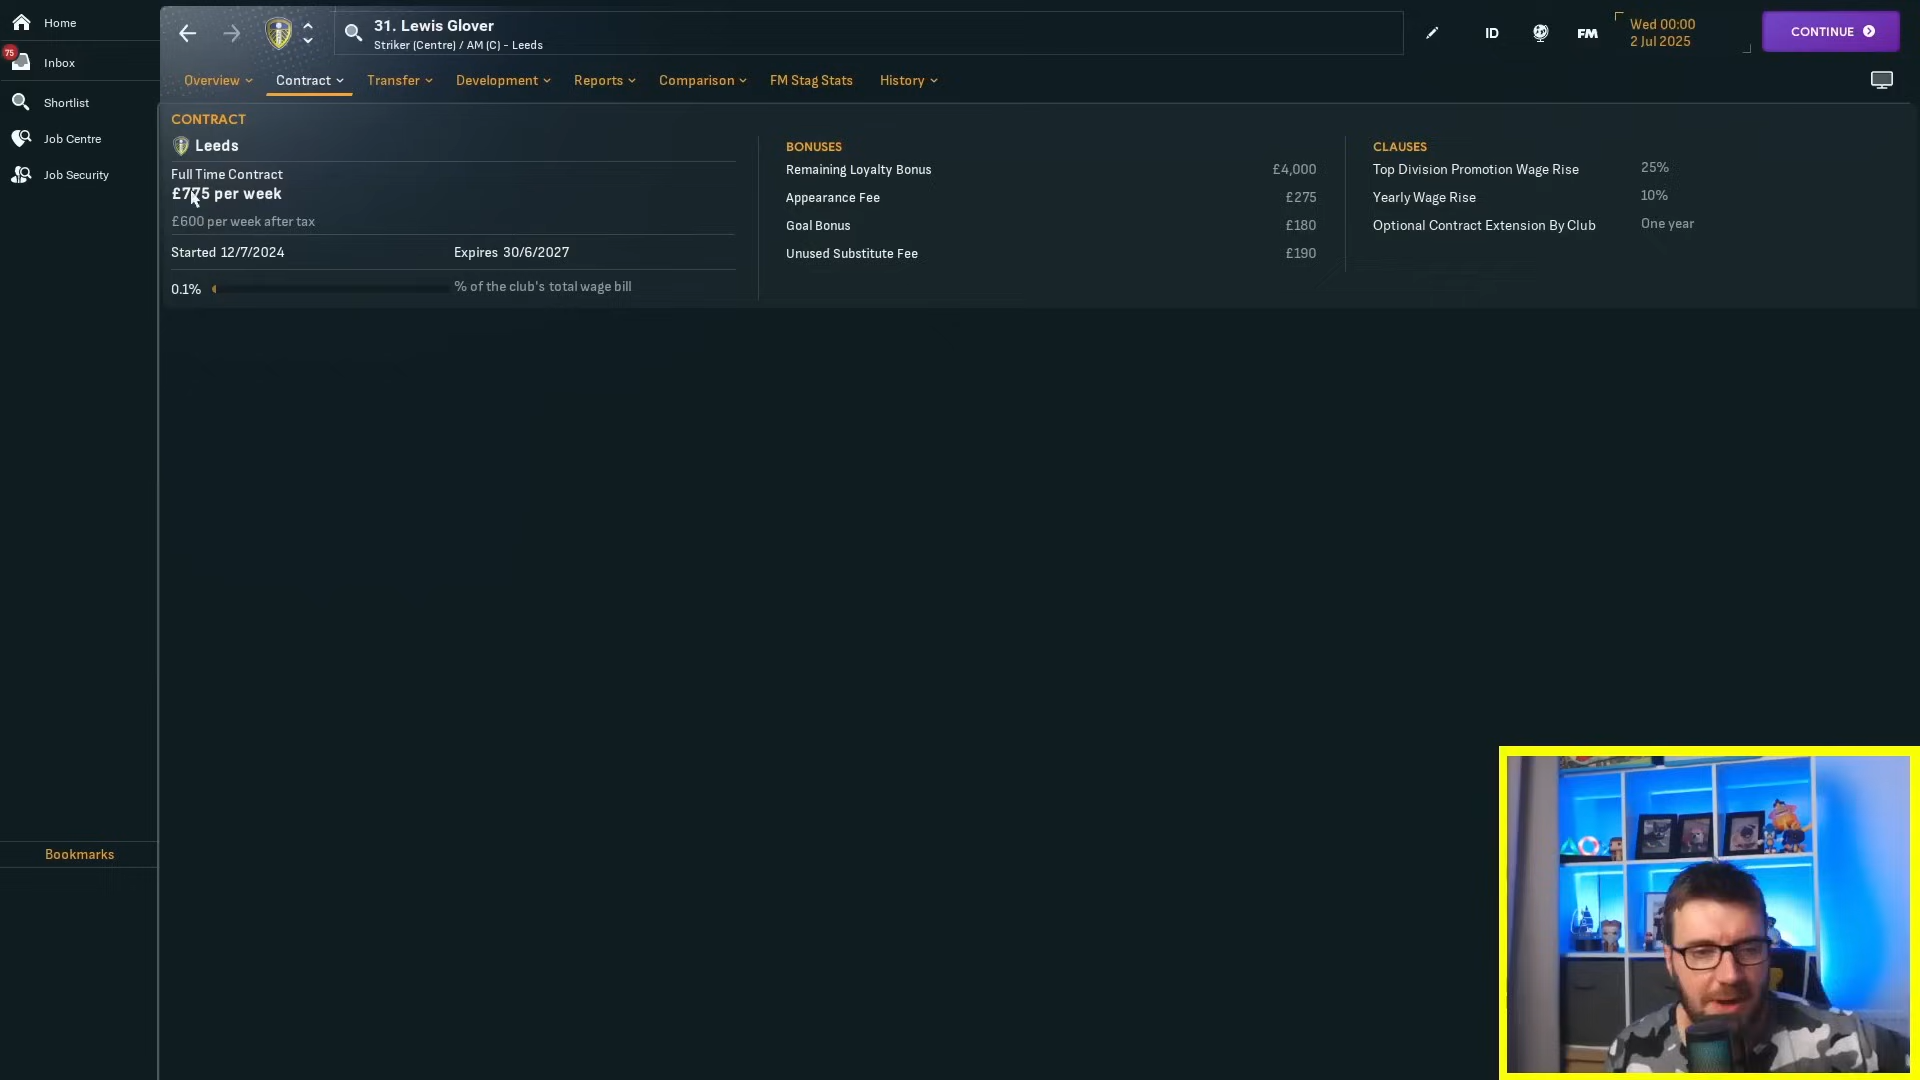 Home
75
Inbox
Shortlist
Job Centre
Job Security
Bookmarks
31. Lewis Glover
Striker (Centre) / AM (C) - Leeds
ID
FM
Wed 00:00
2 Jul 2025
CONTINUE
Overview
Contract
Transfer
Development
Reports
Comparison
FM Stag Stats
History
CONTRACT
Leeds
Full Time Contract
£775 per week
£600 per week after tax
Started 12/7/2024
Expires 30/6/2027
0.1%
% of the club's total wage bill
BONUSES
Remaining Loyalty Bonus £4,000
Appearance Fee £275
Goal Bonus £180
Unused Substitute Fee £190
CLAUSES
Top Division Promotion Wage Rise 25%
Yearly Wage Rise 10%
Optional Contract Extension By Club One year